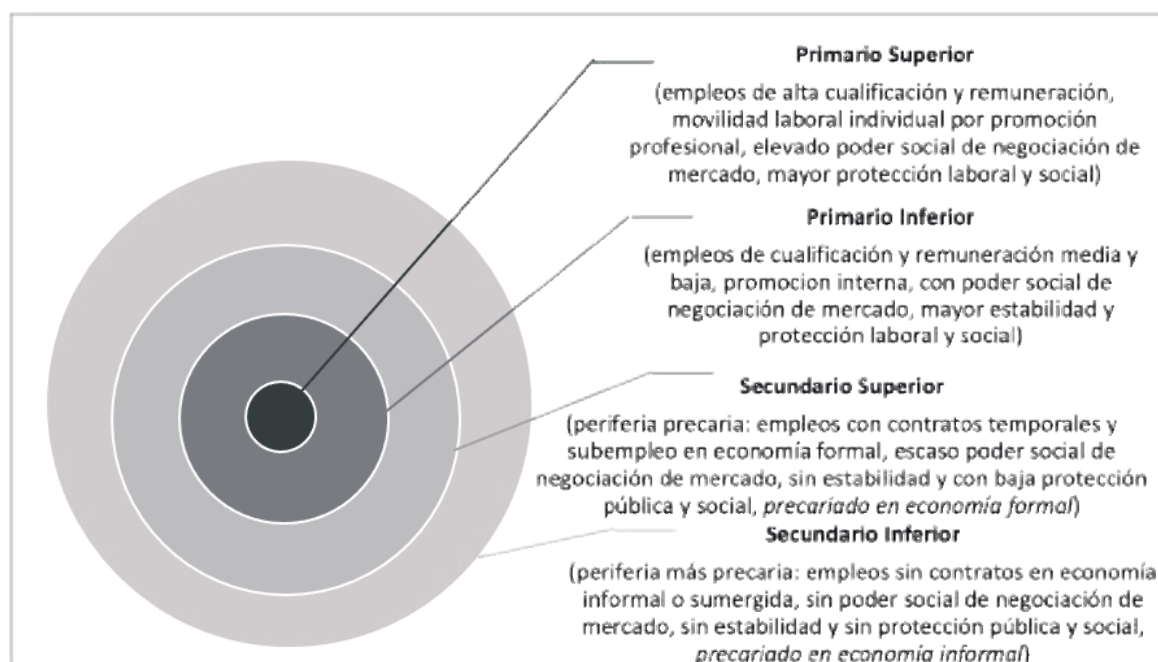 Primario Superior
(empleos de alta cualificación y remuneración,
movilidad laboral individual por promoción
profesional, elevado poder social de negociación de
mercado, mayor protección laboral y social)
Primario Inferior
(empleos de cualificación y remuneración media y
baja, promocion interna, con poder social de
negociación de mercado, mayor estabilidad y
protección laboral y social)
Secundario Superior
(periferia precaria: empleos con contratos temporales y
subempleo en economía formal, escaso poder social de
negociación de mercado, sin estabilidad y con baja protección
pública y social, precariado en economía formal)
Secundario Inferior
(periferia más precaria: empleos sin contratos en economía
informal o sumergida, sin poder social de negociación de
mercado, sin estabilidad y sin protección pública y social,
precariado en economía informal)